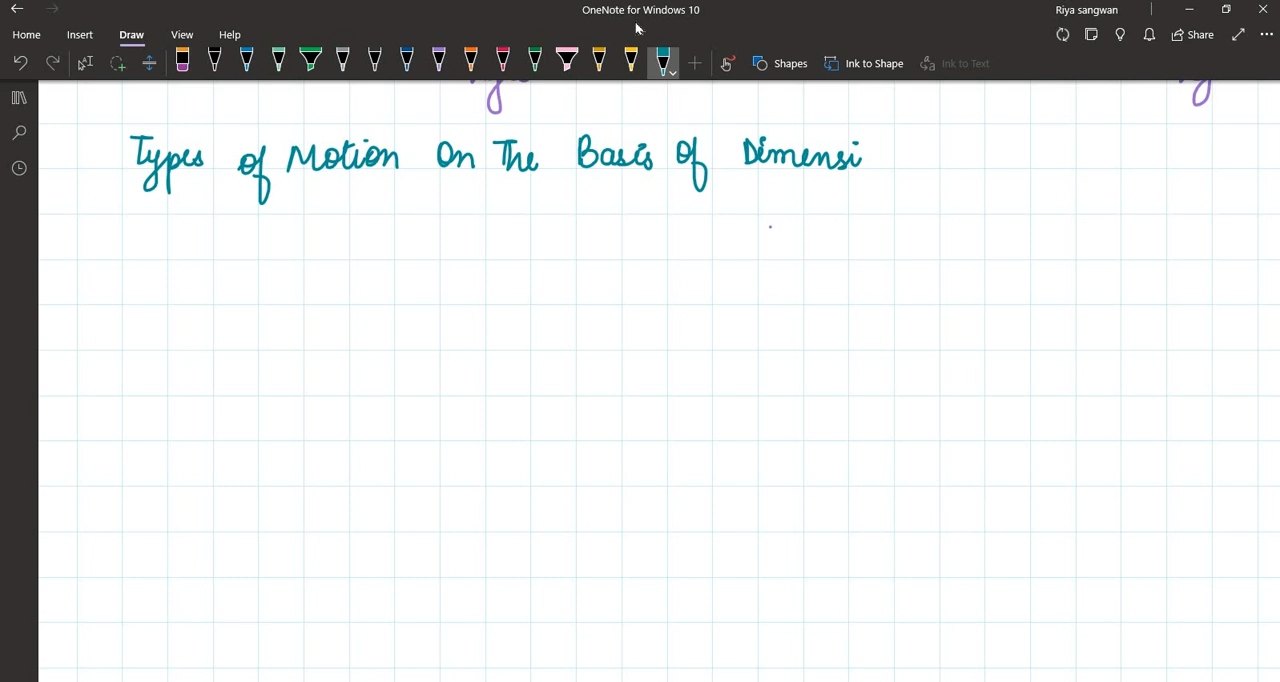 OneNote for Windows 10
Riya sangwan
Home Insert Draw View Help
Share
Shapes Ink to Shape Ink to Text
Types of Motion On The Basis Of Dimensi